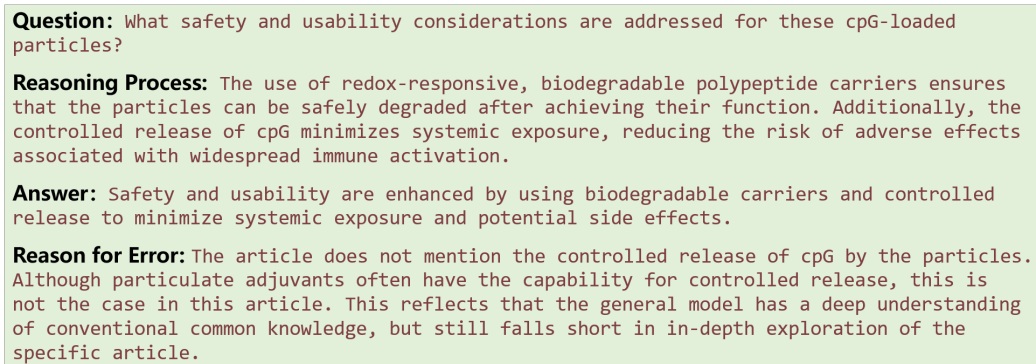 Question: What safety and usability considerations are addressed for these cpG-loaded
particles?
Reasoning Process: The use of redox-responsive, biodegradable polypeptide carriers ensures
that the particles can be safely degraded after achieving their function. Additionally, the
controlled release of cpG minimizes systemic exposure, reducing the risk of adverse effects
associated with widespread immune activation.
Answer: Safety and usability are enhanced by using biodegradable carriers and controlled
release to minimize systemic exposure and potential side effects.
Reason for Error: The article does not mention the controlled release of cpG by the particles.
Although particulate adjuvants often have the capability for controlled release, this is
not the case in this article. This reflects that the general model has a deep understanding
of conventional common knowledge, but still falls short in in-depth exploration of the
specific article.